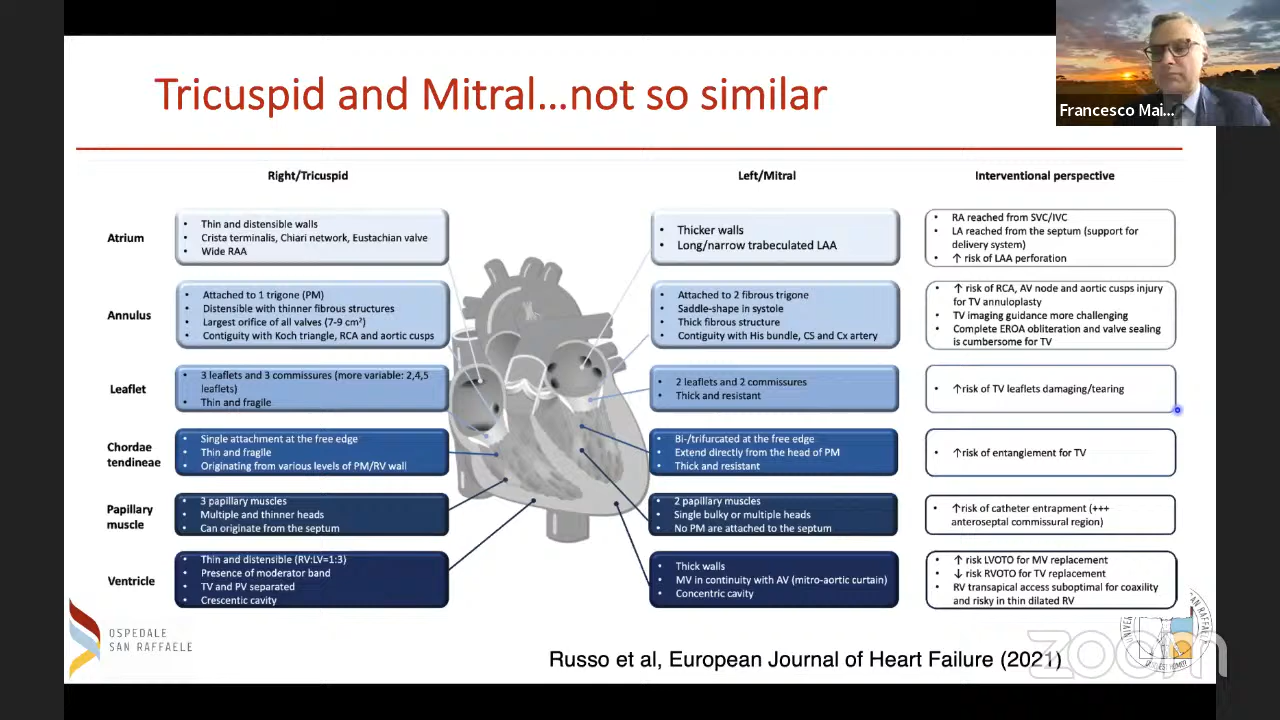 Tricuspid and Mitral...not so similar
Francesco Mai...
Right/Tricuspid
Left/Mitral
Interventional perspective
Atrium
• Thin and distensible walls
• Crista terminalis, Chiari network, Eustachian valve
• Wide RAA
• Thicker walls
• Long/narrow trabeculated LAA
• RA reached from SVC/IVC
• LA reached from the septum (support for
delivery system)
• ↑ risk of LAA perforation
Annulus
• Attached to 1 trigone (PM)
• Distensible with thinner fibrous structures
• Largest orifice of all valves (7-9 cm²)
• Contiguity with Koch triangle, RCA and aortic cusps
• Attached to 2 fibrous trigone
• Saddle-shape in systole
• Thick fibrous structure
• Contiguity with His bundle, CS and Cx artery
• ↑ risk of RCA, AV node and aortic cusps injury
for TV annuloplasty
• TV imaging guidance more challenging
• Complete EROA obliteration and valve sealing
is cumbersome for TV
Leaflet
• 3 leaflets and 3 commissures (more variable: 2,4,5
leaflets)
• Thin and fragile
• 2 leaflets and 2 commissures
• Thick and resistant
• ↑risk of TV leaflets damaging/tearing
Chordae
tendineae
• Single attachment at the free edge
• Thin and fragile
• Originating from various levels of PM/RV wall
• Bi-/trifurcated at the free edge
• Extend directly from the head of PM
• Thick and resistant
• ↑risk of entanglement for TV
Papillary
muscle
• 3 papillary muscles
• Multiple and thinner heads
• Can originate from the septum
• 2 papillary muscles
• Single bulky or multiple heads
• No PM are attached to the septum
• ↑risk of catheter entrapment (+++
anteroseptal commissural region)
Ventricle
• Thin and distensible (RV:LV=1:3)
• Presence of moderator band
• TV and PV separated
• Crescentic cavity
• Thick walls
• MV in continuity with AV (mitro-aortic curtain)
• Concentric cavity
• ↑ risk LVOTO for MV replacement
• ↓ risk RVOTO for TV replacement
• RV transapical access suboptimal for coaxility
and risky in thin dilated RV
OSPEDALE
SAN RAFFAELE
Russo et al, European Journal of Heart Failure (2021)
zoom